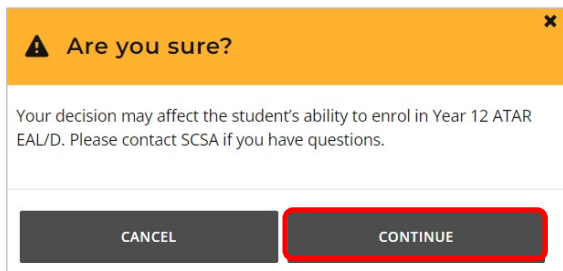 Are you sure?
Your decision may affect the student's ability to enrol in Year 12 ATAR
EAL/D. Please contact SCSA if you have questions.
CANCEL CONTINUE